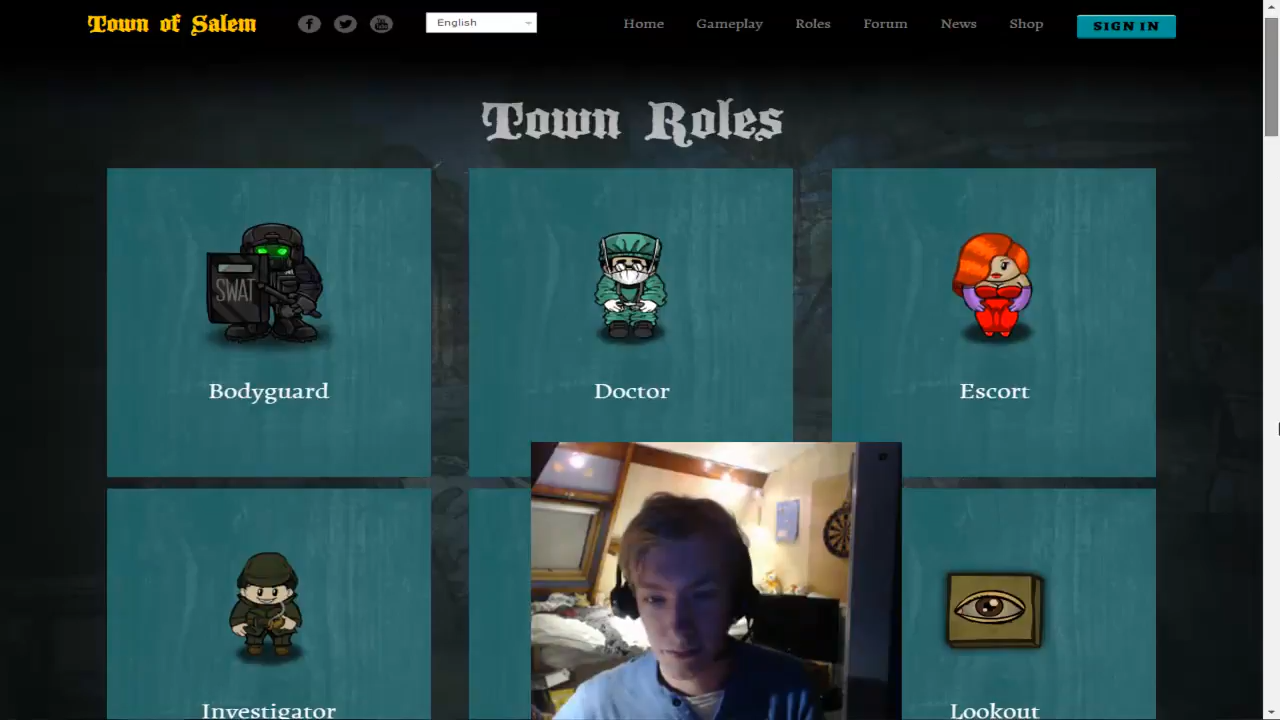 Town of Salem
English
Home Gameplay Roles Forum News Shop SIGN IN
Town Roles
SWAT
Bodyguard Doctor Escort
Investigator Lookout